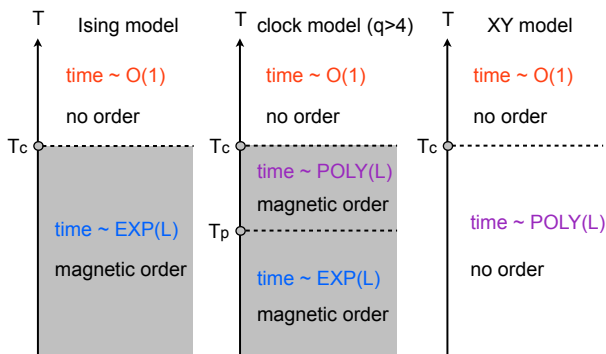 T
Ising model
time ~ O(1)
no order
Tc
time ~ EXP(L)
magnetic order
T
clock model (q>4)
time ~ O(1)
no order
Tc
time ~ POLY(L)
magnetic order
Tp
time ~ EXP(L)
magnetic order
T
XY model
time ~ O(1)
no order
Tc
time ~ POLY(L)
no order